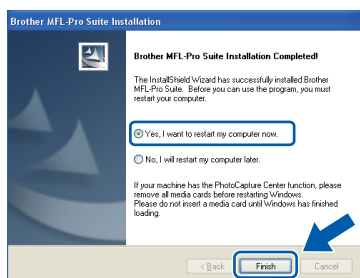 Brother MFL-Pro Suite Installation
Brother MFL-Pro Suite Installation Completed!
The InstallShield Wizard has successfully installed Brother
MFL-Pro Suite. Before you can use the program, you must
restart your computer.
Yes, I want to restart my computer now.
No, I will restart my computer later.
If your machine has the PhotoCapture Center function, please
remove all media cards before restarting Windows.
Please do not insert a media card until Windows has finished
loading.
< Back Finish Cancel